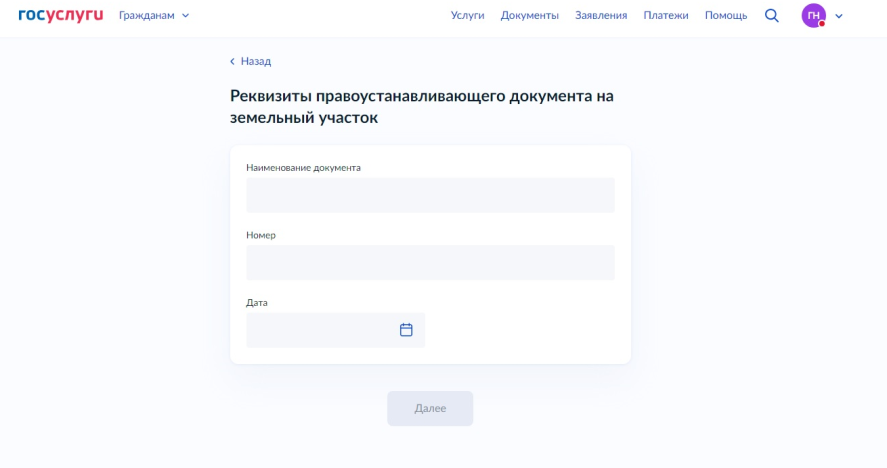 госуслуги Гражданам Услуги Документы Заявления Платежи Помощь ГН
Назад
Реквизиты правоустанавливающего документа на
земельный участок
Наименование документа
Номер
Дата
Далее